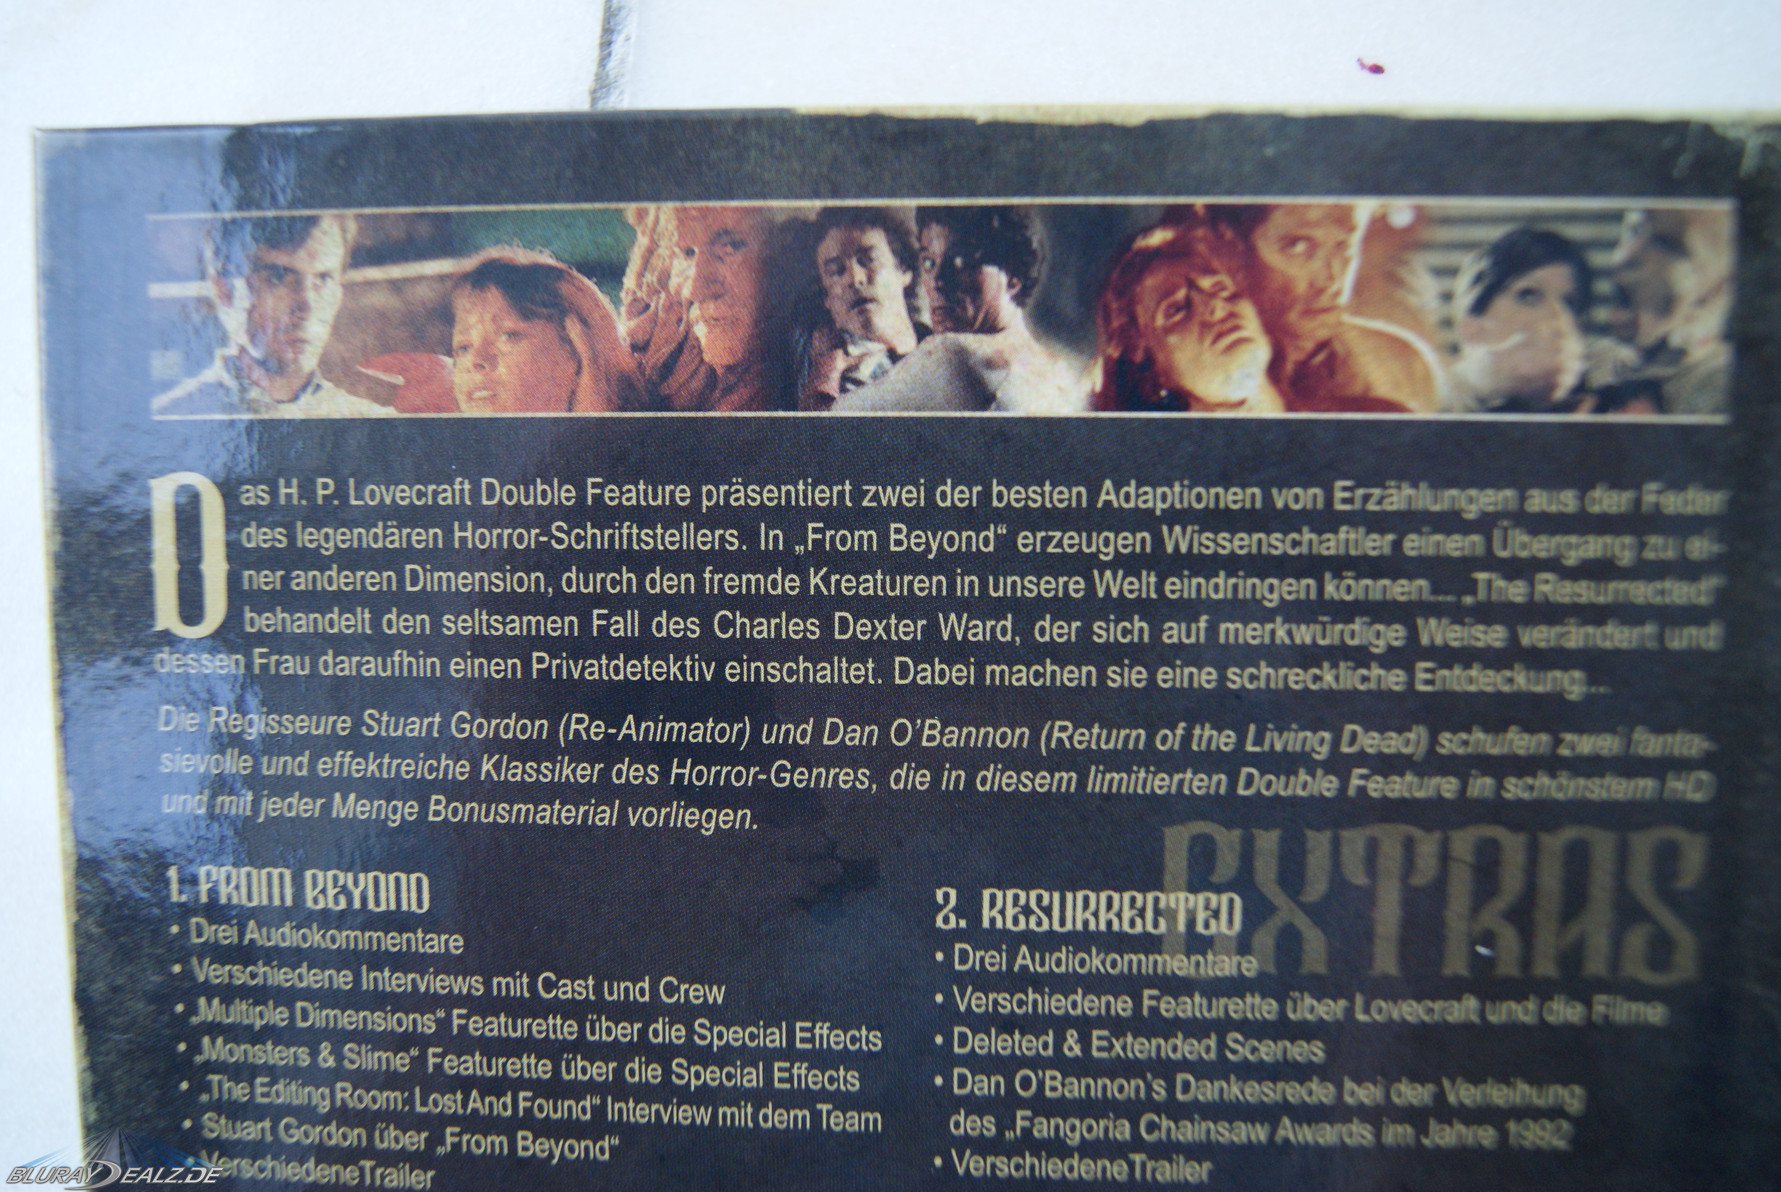 Das H. P. Lovecraft Double Feature präsentiert zwei der besten Adaptionen von Erzählungen aus der Feder
des legendären Horror-Schriftstellers. In „From Beyond“ erzeugen Wissenschaftler einen Übergang zu ei-
ner anderen Dimension, durch den fremde Kreaturen in unsere Welt eindringen können... „The Resurrected“
behandelt den seltsamen Fall des Charles Dexter Ward, der sich auf merkwürdige Weise verändert und
dessen Frau daraufhin einen Privatdetektiv einschaltet. Dabei machen sie eine schreckliche Entdeckung...
Die Regisseure Stuart Gordon (Re-Animator) und Dan O’Bannon (Return of the Living Dead) schufen zwei fanta-
sievolle und effektreiche Klassiker des Horror-Genres, die in diesem limitierten Double Feature in schönstem HD
und mit jeder Menge Bonusmaterial vorliegen.
EXTRAS
1. FROM BEYOND
• Drei Audiokommentare
• Verschiedene Interviews mit Cast und Crew
• „Multiple Dimensions“ Featurette über die Special Effects
• „Monsters & Slime“ Featurette über die Special Effects
• „The Editing Room: Lost And Found“ Interview mit dem Team
• Stuart Gordon über „From Beyond“
• Verschiedene Trailer
2. RESURRECTED
• Drei Audiokommentare
• Verschiedene Featurette über Lovecraft und die Filme
• Deleted & Extended Scenes
• Dan O’Bannon’s Dankesrede bei der Verleihung
des „Fangoria Chainsaw Awards im Jahre 1992
• Verschiedene Trailer
BLURAYDEALZ.DE